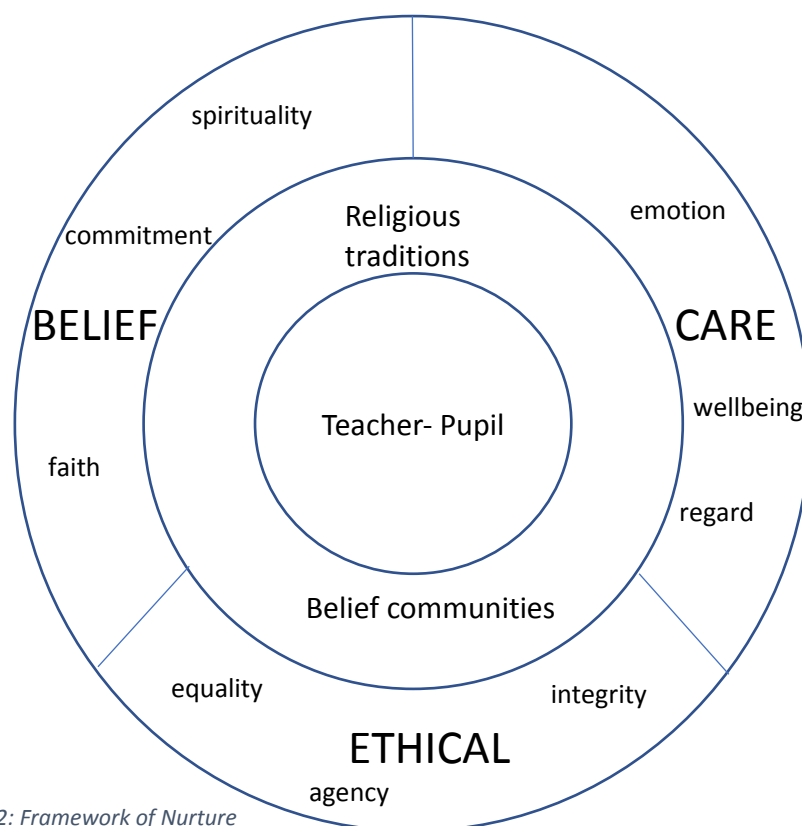 spirituality
emotion
Religious
traditions
commitment
BELIEF
CARE
wellbeing
Teacher- Pupil
faith
regard
Belief communities
equality
integrity
ETHICAL
agency
2: Framework of Nurture